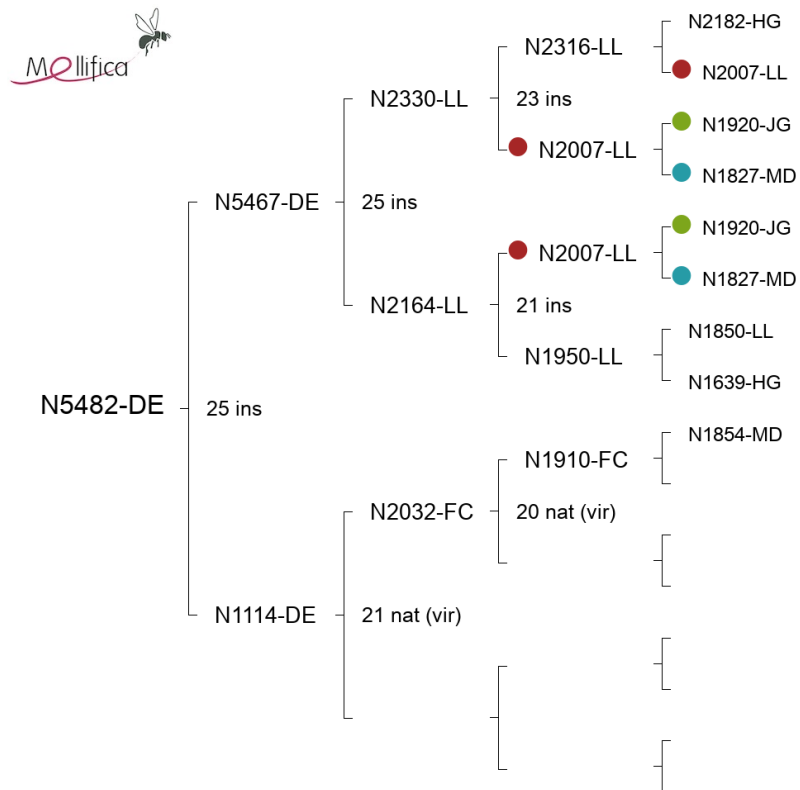 Mellifica
N2182-HG
N2316-LL
N2007-LL
N2330-LL
23 ins
N1920-JG
N2007-LL
N1827-MD
N5467-DE
25 ins
N1920-JG
N2007-LL
N1827-MD
N2164-LL
21 ins
N1850-LL
N1950-LL
N1639-HG
N5482-DE
25 ins
N1854-MD
N1910-FC
N2032-FC
20 nat (vir)
N1114-DE
21 nat (vir)